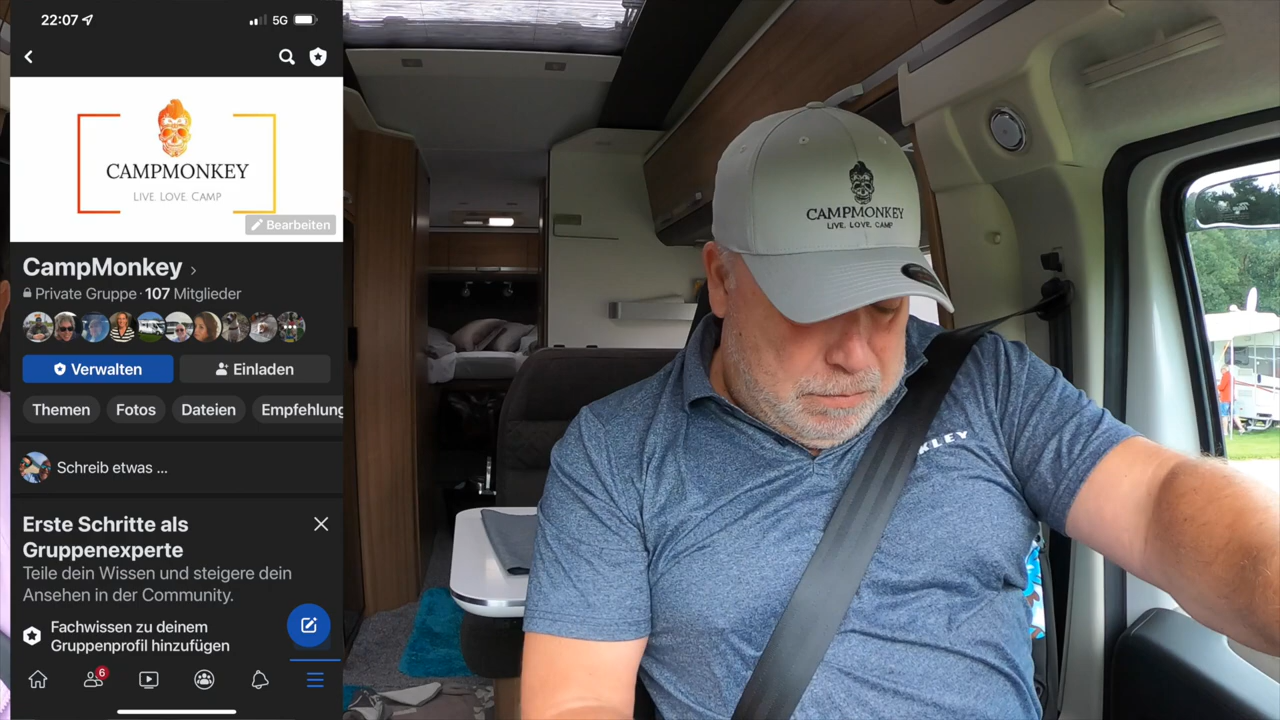 22:07
5G
CAMPMONKEY
LIVE. LOVE. CAMP
Bearbeiten
CampMonkey
Private Gruppe · 107 Mitglieder
Verwalten
Einladen
Themen
Fotos
Dateien
Empfehlung
Schreib etwas ...
Erste Schritte als
Gruppenexperte
Teile dein Wissen und steigere dein
Ansehen in der Community.
Fachwissen zu deinem
Gruppenprofil hinzufügen
6
CAMPMONKEY
LIVE. LOVE. CAMP
KLEY